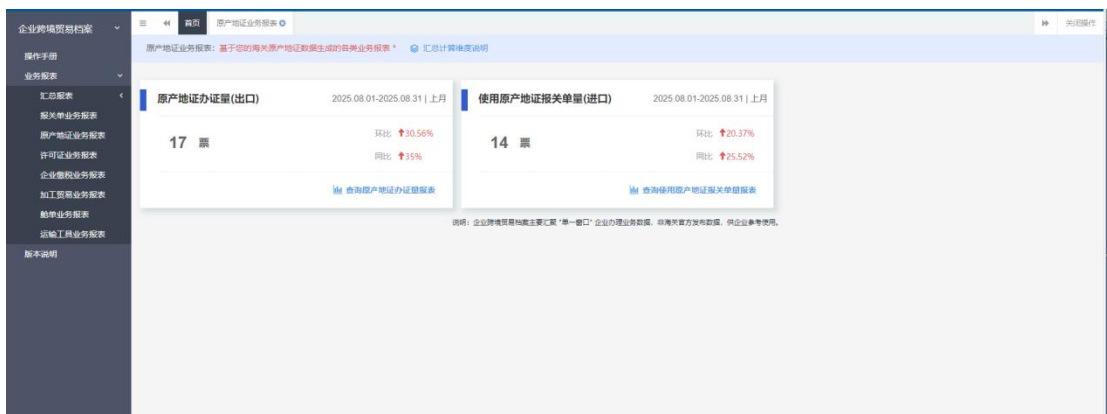 企业跨境贸易档案
首页
原产地证业务报表
关闭操作
原产地证业务报表：基于您的海关原产地证数据生成的各类业务报表 *
汇总计算维度说明
操作手册
业务报表
汇总报表
报关单业务报表
原产地证业务报表
许可证业务报表
企业缴税业务报表
加工贸易业务报表
舱单业务报表
运输工具业务报表
版本说明
原产地证办证量(出口)
2025.08.01-2025.08.31 | 上月
17 票
环比 30.56%
同比 35%
查询原产地证办证量报表
使用原产地证报关单量(进口)
2025.08.01-2025.08.31 | 上月
14 票
环比 20.37%
同比 25.52%
查询使用原产地证报关单量报表
说明：企业跨境贸易档案主要汇聚 "单一窗口" 企业办理业务数据，非海关官方发布数据，供企业参考使用。